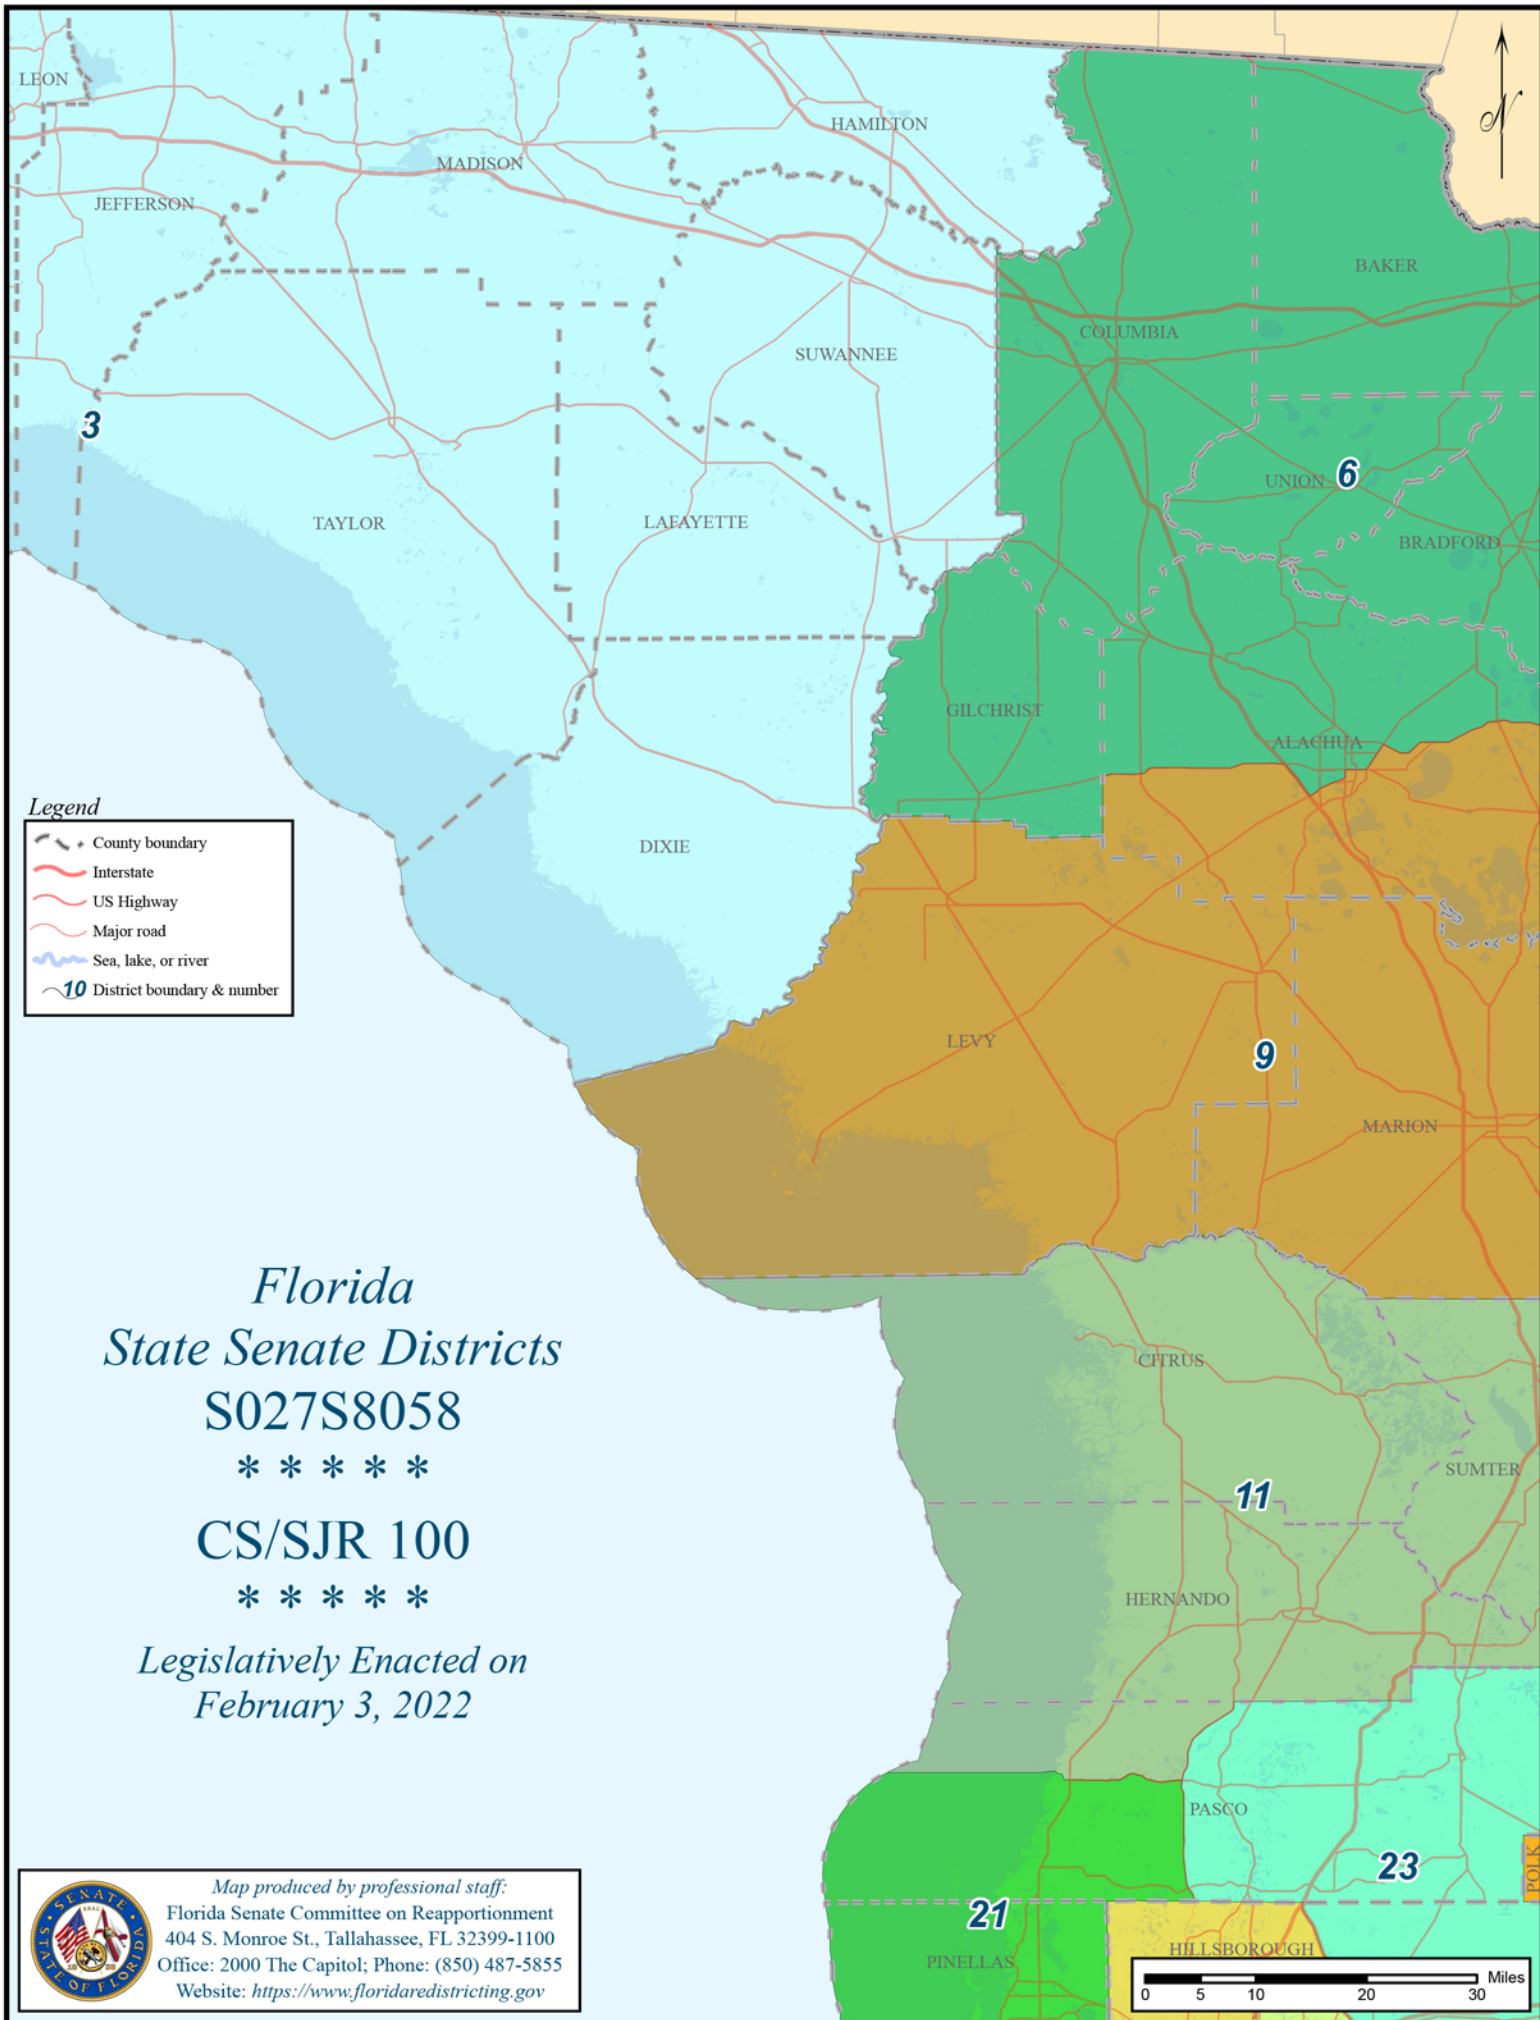 LEON
HAMILTON
MADISON
JEFFERSON
BAKER
COLUMBIA
SUWANNEE
3
6
UNION
TAYLOR
LAFAYETTE
BRADFORD
GILCHRIST
ALACHUA
DIXIE
LEVY
9
MARION
CITRUS
SUMTER
11
HERNANDO
PASCO
23
POLK
21
HILLSBOROUGH
PINELLAS
N
Legend
County boundary
Interstate
US Highway
Major road
Sea, lake, or river
10 District boundary & number
Florida
State Senate Districts
S027S8058
* * * * *
CS/SJR 100
* * * * *
Legislatively Enacted on
February 3, 2022
SENATE
STATE OF FLORIDA
Map produced by professional staff:
Florida Senate Committee on Reapportionment
404 S. Monroe St., Tallahassee, FL 32399-1100
Office: 2000 The Capitol; Phone: (850) 487-5855
Website: https://www.floridaredistricting.gov
Miles
0 5 10 20 30